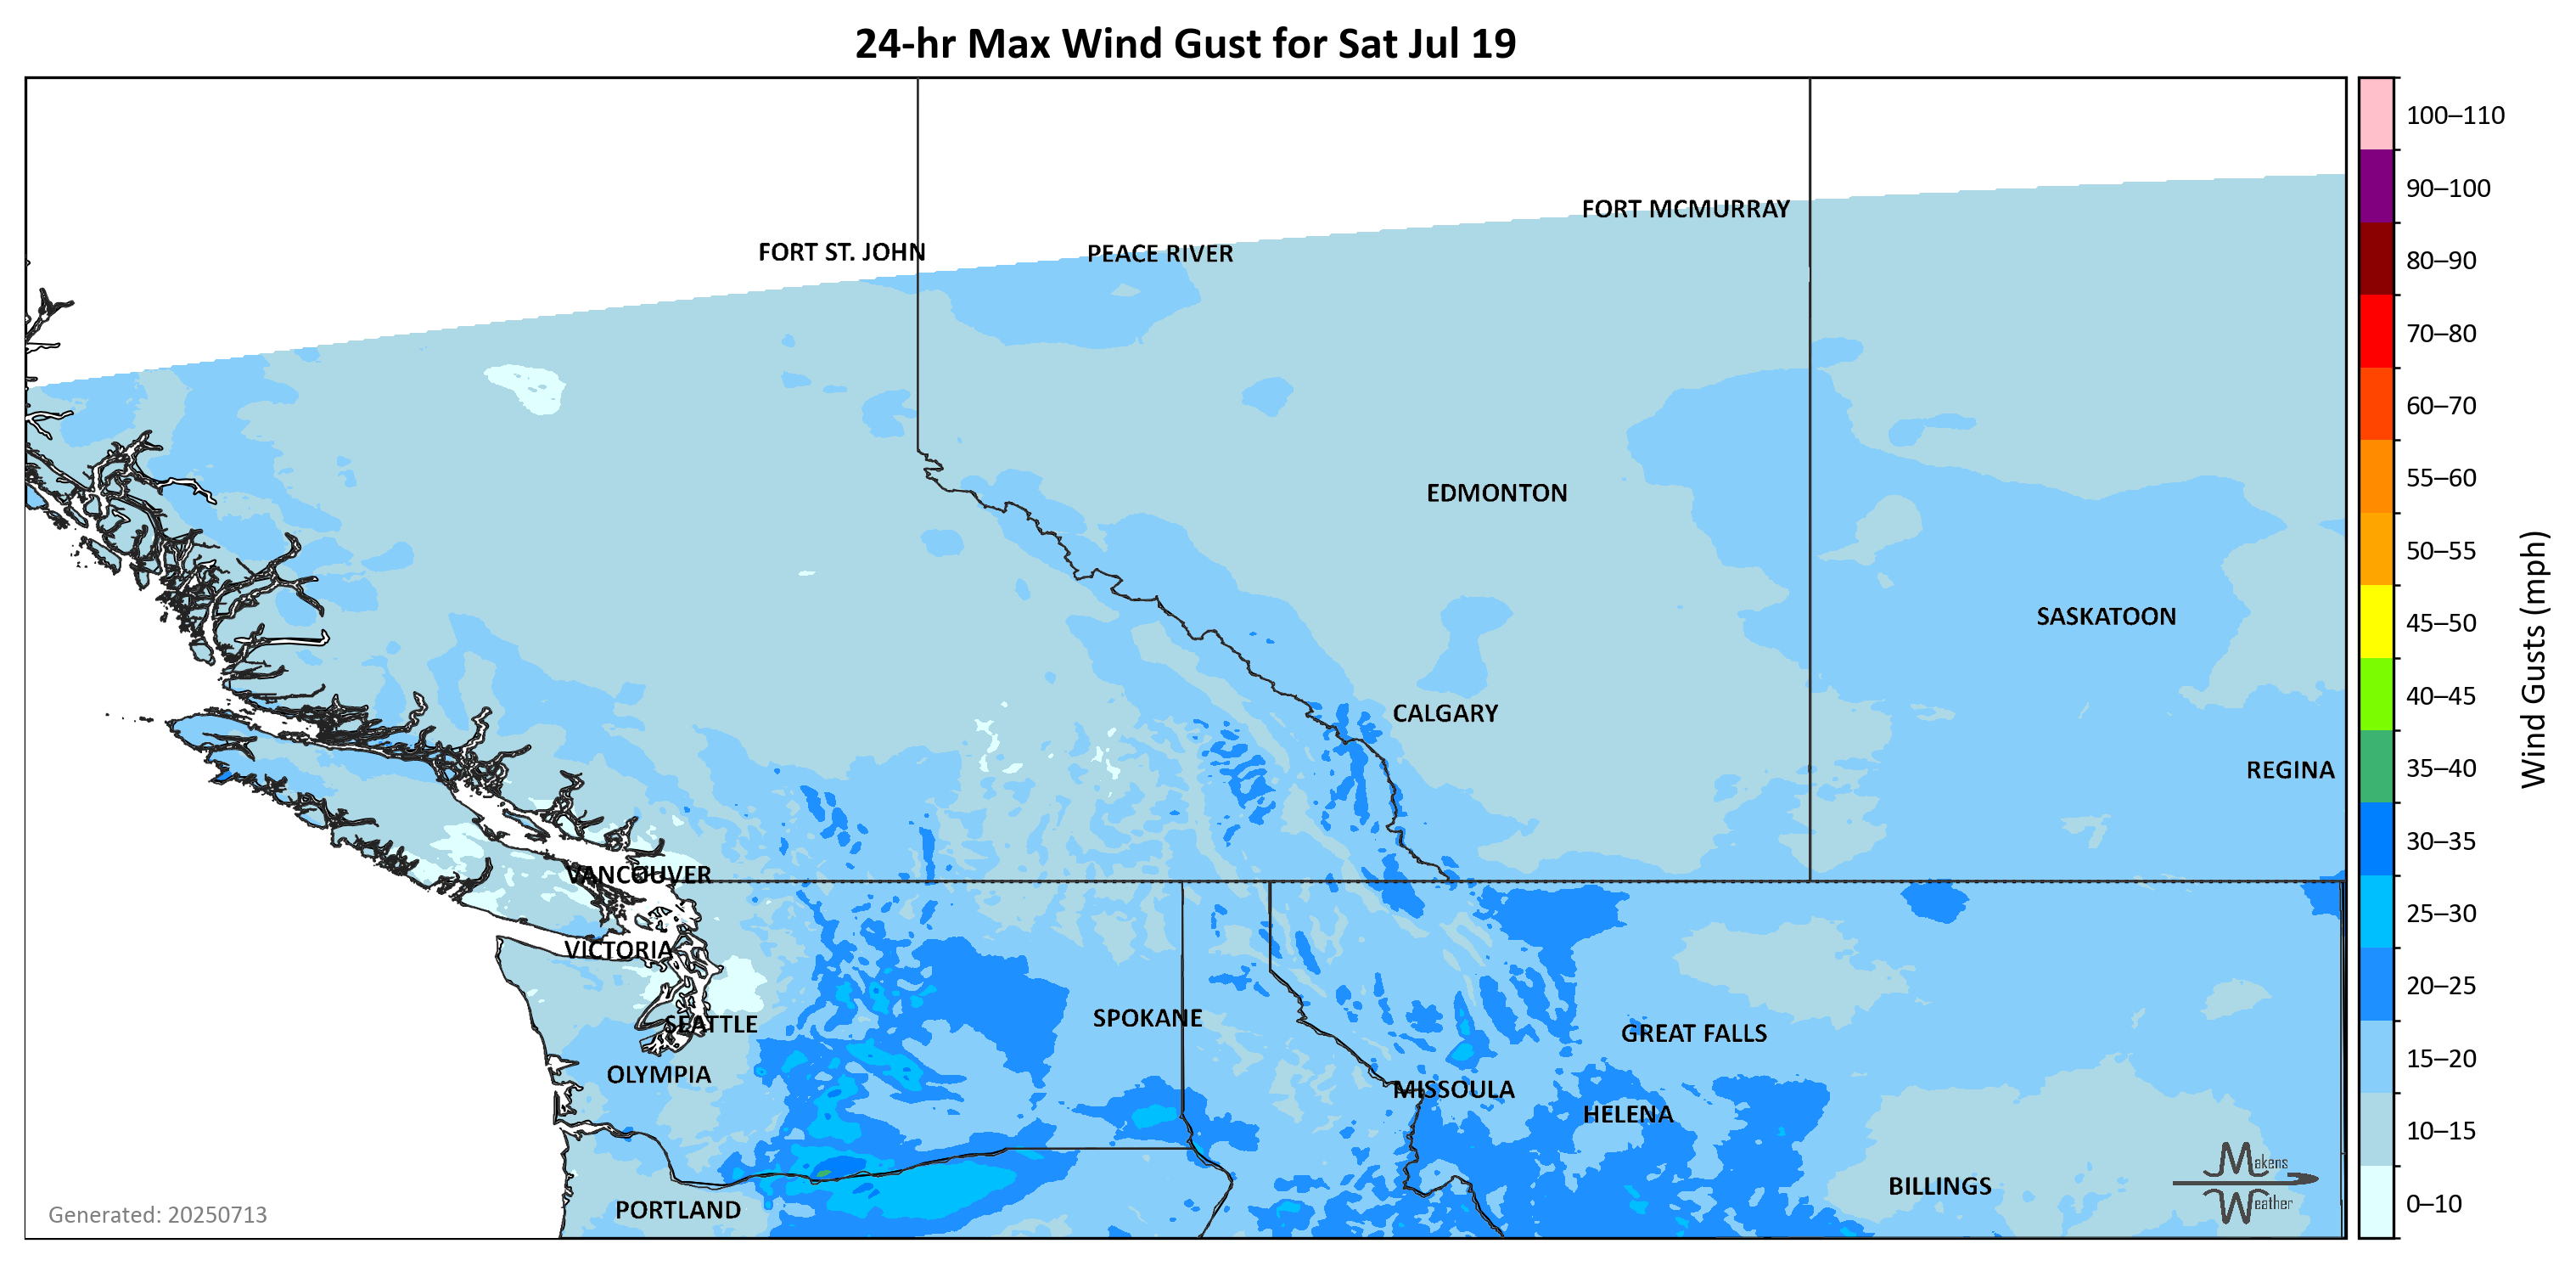 24-hr Max Wind Gust for Sat Jul 19
100–110
90–100
FORT MCMURRAY
FORT ST. JOHN
PEACE RIVER
80–90
70–80
60–70
55–60
EDMONTON
50–55
SASKATOON
45–50
Wind Gusts (mph)
40–45
CALGARY
REGINA
35–40
30–35
VANCOUVER
25–30
VICTORIA
20–25
SPOKANE
SEATTLE
GREAT FALLS
15–20
OLYMPIA
MISSOULA
HELENA
10–15
Makens
Weather
BILLINGS
0–10
PORTLAND
Generated: 20250713